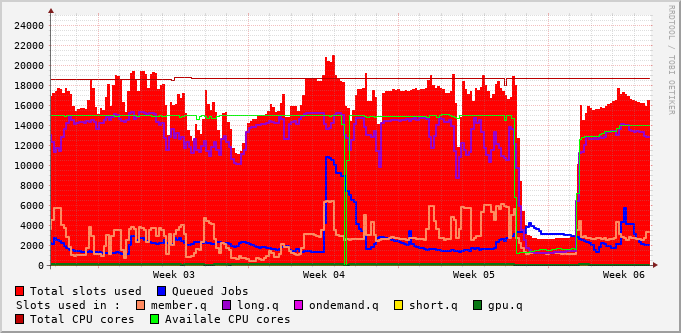 RRDTOOL / TOBI OETIKER
24000
22000
20000
18000
16000
14000
12000
10000
8000
6000
4000
2000
0
Week 03 Week 04 Week 05 Week 06
Total slots used Queued Jobs
Slots used in : member.q long.q ondemand.q short.q gpu.q
Total CPU cores Availale CPU cores